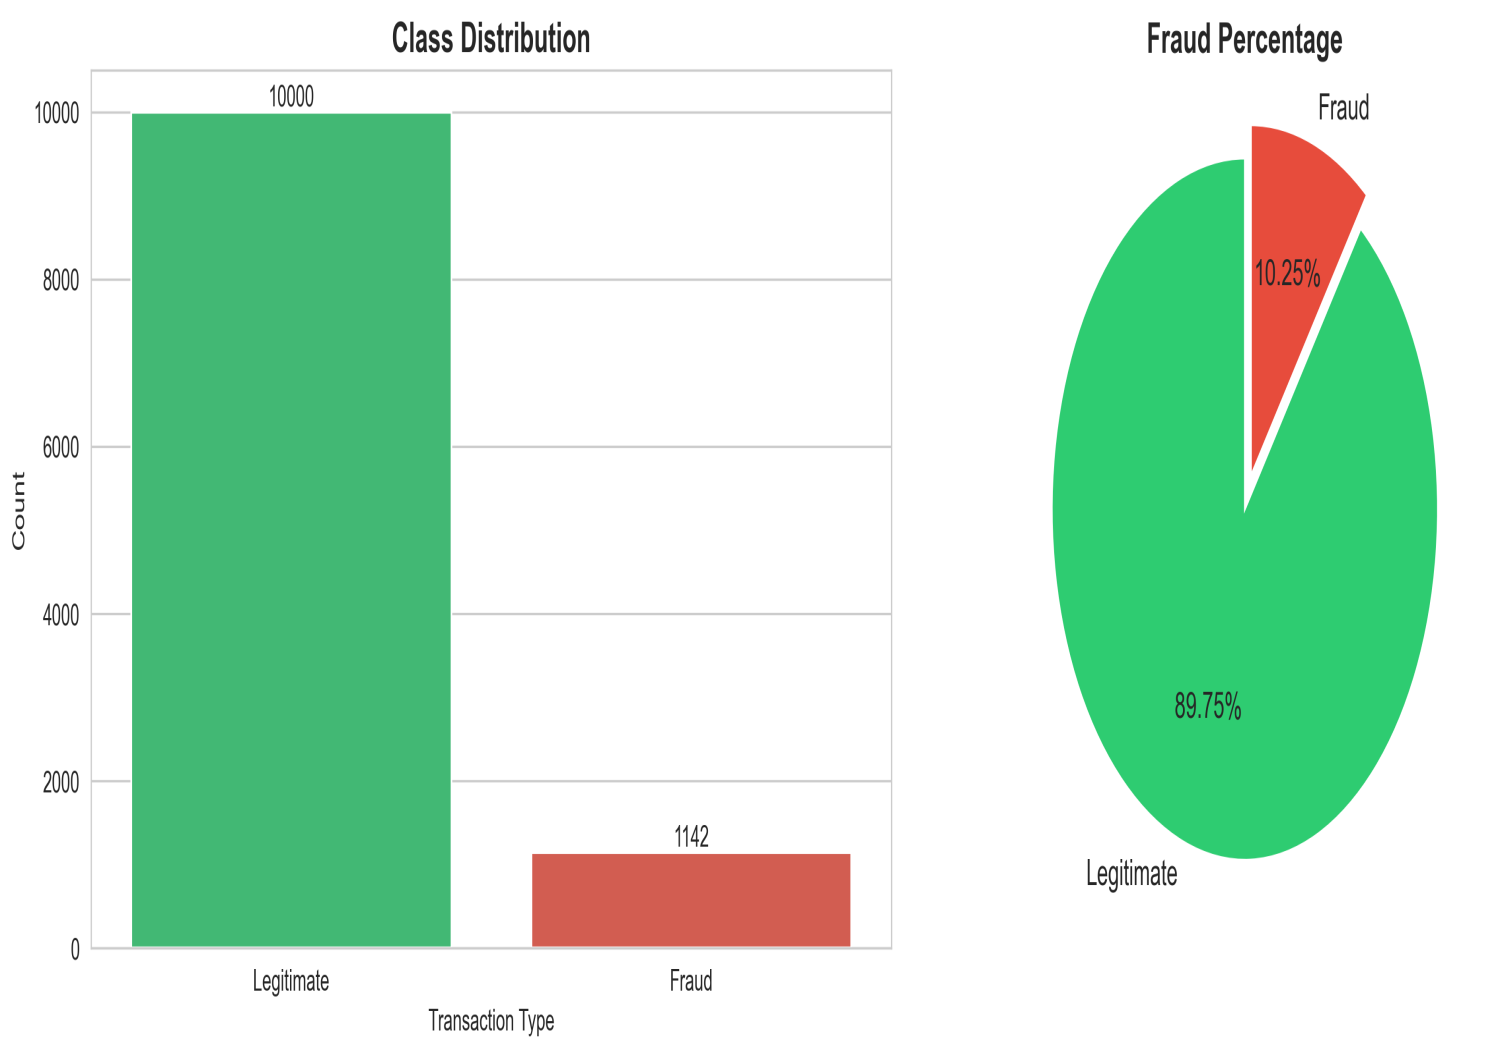 Class Distribution
10000
10000
8000
6000
4000
2000
0
Count
1142
Legitimate
Fraud
Transaction Type
Fraud Percentage
Fraud
10.25%
89.75%
Legitimate